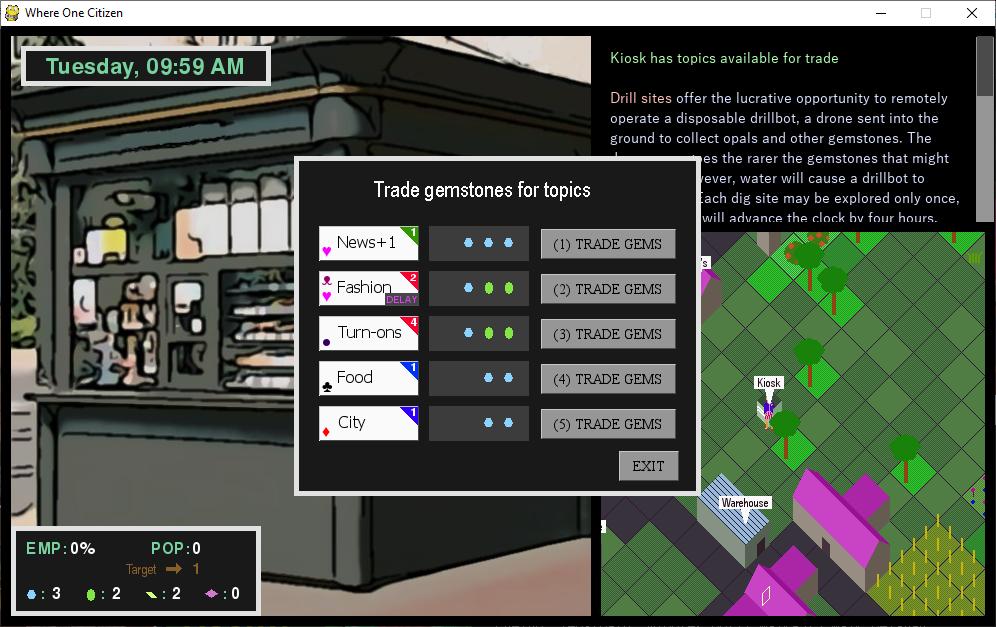 Where One Citizen
Tuesday, 09:59 AM
Kiosk has topics available for trade
Drill sites offer the lucrative opportunity to remotely
operate a disposable drillbot, a drone sent into the
ground to collect opals and other gemstones. The
the rarer the gemstones that might
water will cause a drillbot to
Each dig site may be explored only once,
will advance the clock by four hours.
Trade gemstones for topics
News+1 1 (1) TRADE GEMS
Fashion 2 DELAY (2) TRADE GEMS
Turn-ons 4 (3) TRADE GEMS
Food 1 (4) TRADE GEMS
City 1 (5) TRADE GEMS
EXIT
's
Kiosk
Warehouse
EMP: 0% POP: 0
Target 1
: 3 : 2 : 2 : 0